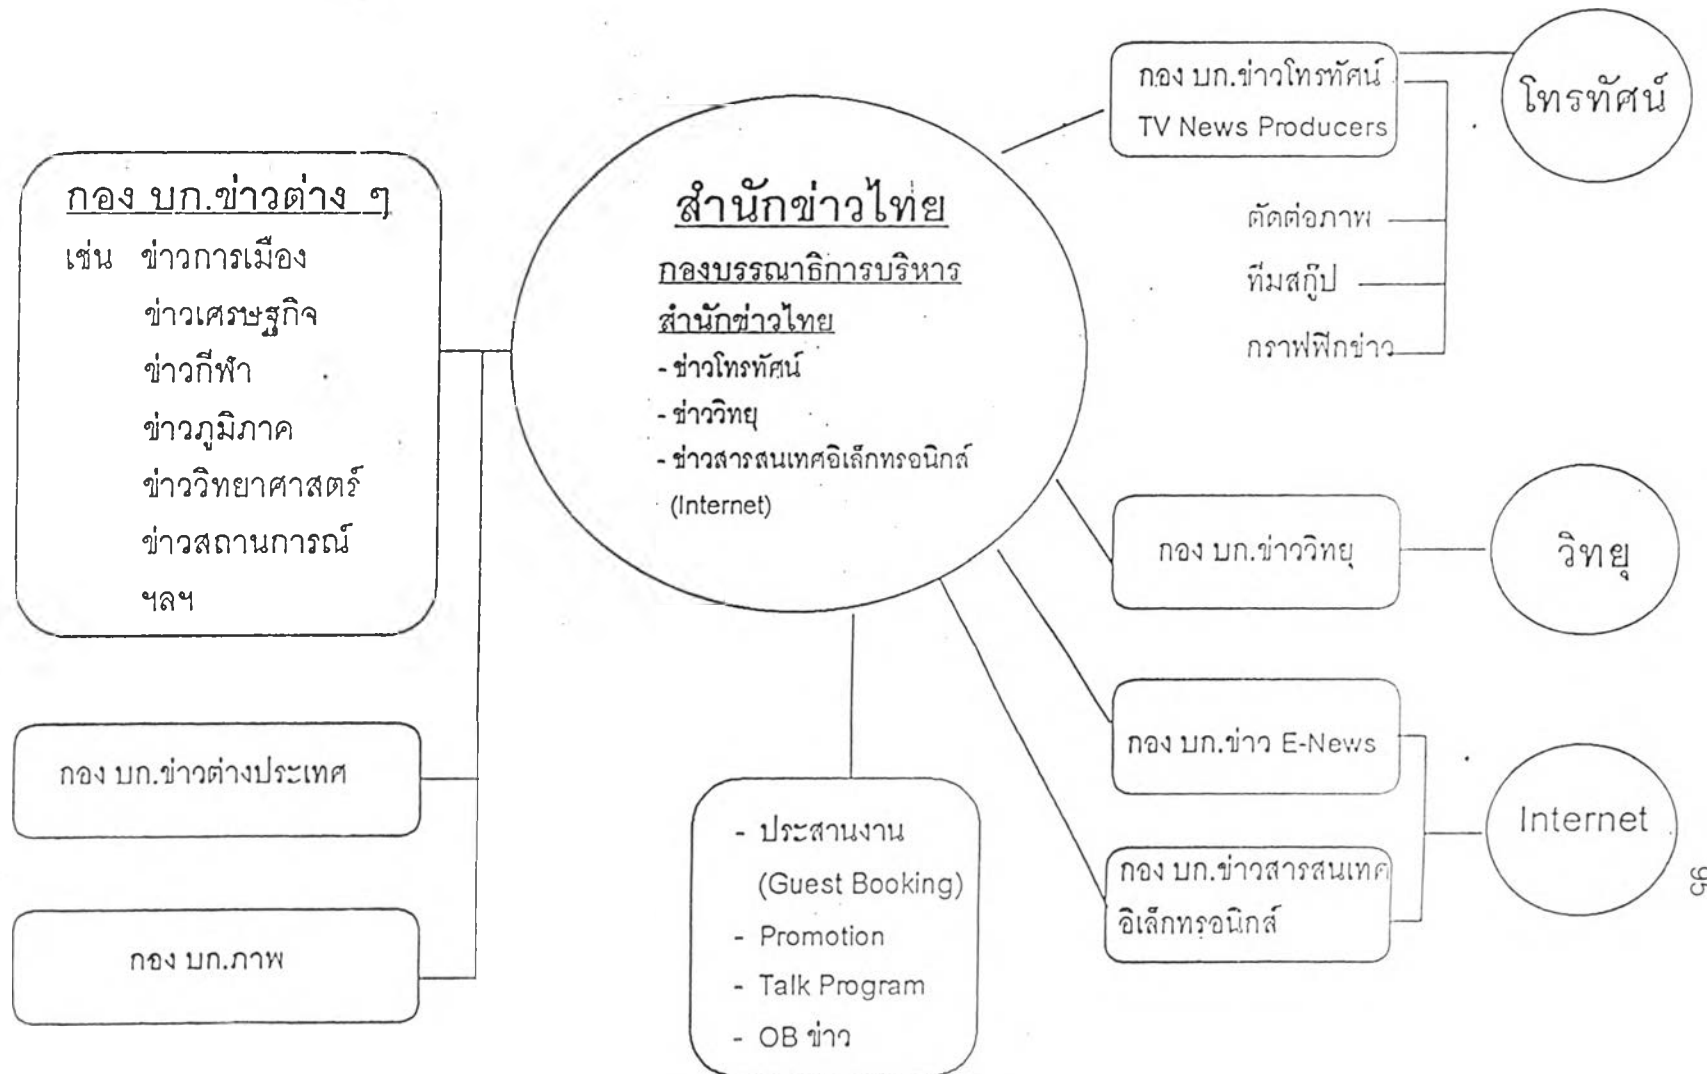 กอง บก.ข่าวต่าง ๆ
เช่น ข่าวการเมือง
ข่าวเศรษฐกิจ
ข่าวกีฬา
ข่าวภูมิภาค
ข่าววิทยาศาสตร์
ข่าวสถานการณ์
ฯลฯ
กอง บก.ข่าวต่างประเทศ
กอง บก.ภาพ
สำนักข่าวไทย
กองบรรณาธิการบริหาร
สำนักข่าวไทย
- ข่าวโทรทัศน์
- ข่าววิทยุ
- ข่าวสารสนเทศอิเล็กทรอนิกส์
(Internet)
- ประสานงาน
(Guest Booking)
- Promotion
- Talk Program
- OB ข่าว
กอง บก.ข่าวโทรทัศน์
TV News Producers
ตัดต่อภาพ
ทีมสกู๊ป
กราฟฟิกข่าว
โทรทัศน์
กอง บก.ข่าววิทยุ
วิทยุ
กอง บก.ข่าว E-News
กอง บก.ข่าวสารสนเทศ
อิเล็กทรอนิกส์
Internet
95